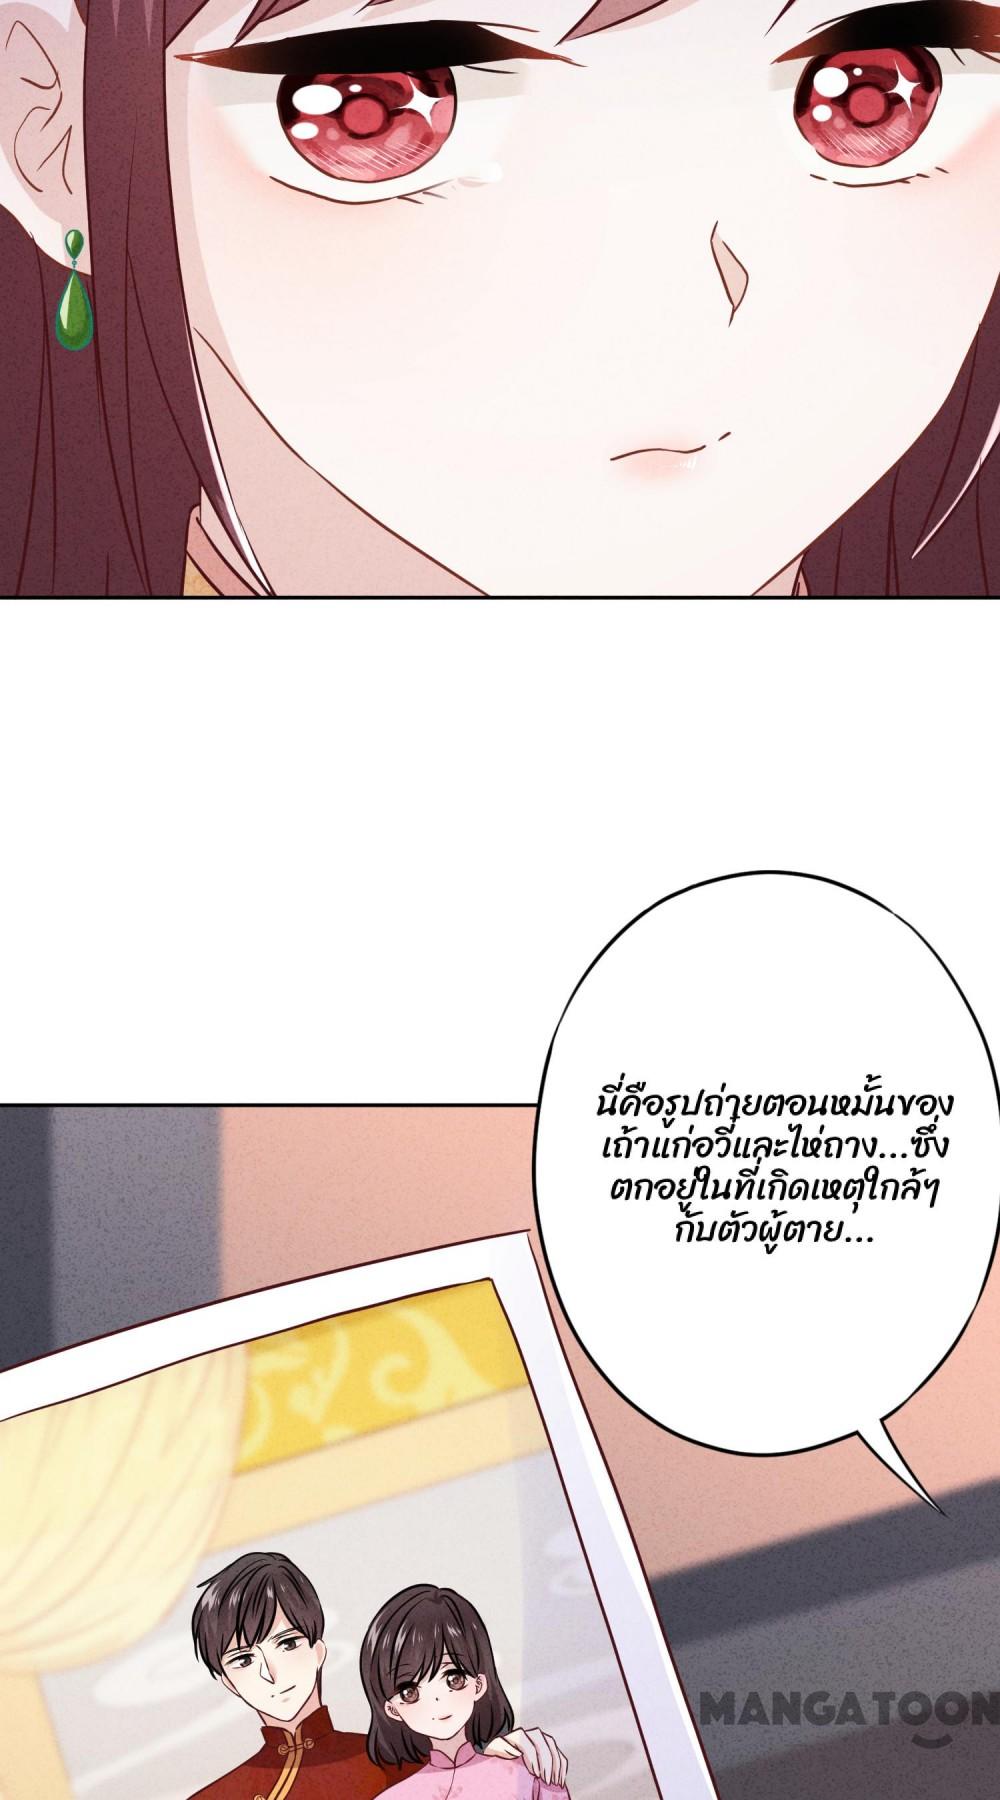 นี่คือรูปถ่ายตอนหมั้นของ
เถ้าแก่อวี๋และไห่ถาง...ซึ่ง
ตกอยู่ในที่เกิดเหตุใกล้ๆ
กับตัวผู้ตาย...
MANGA TOON